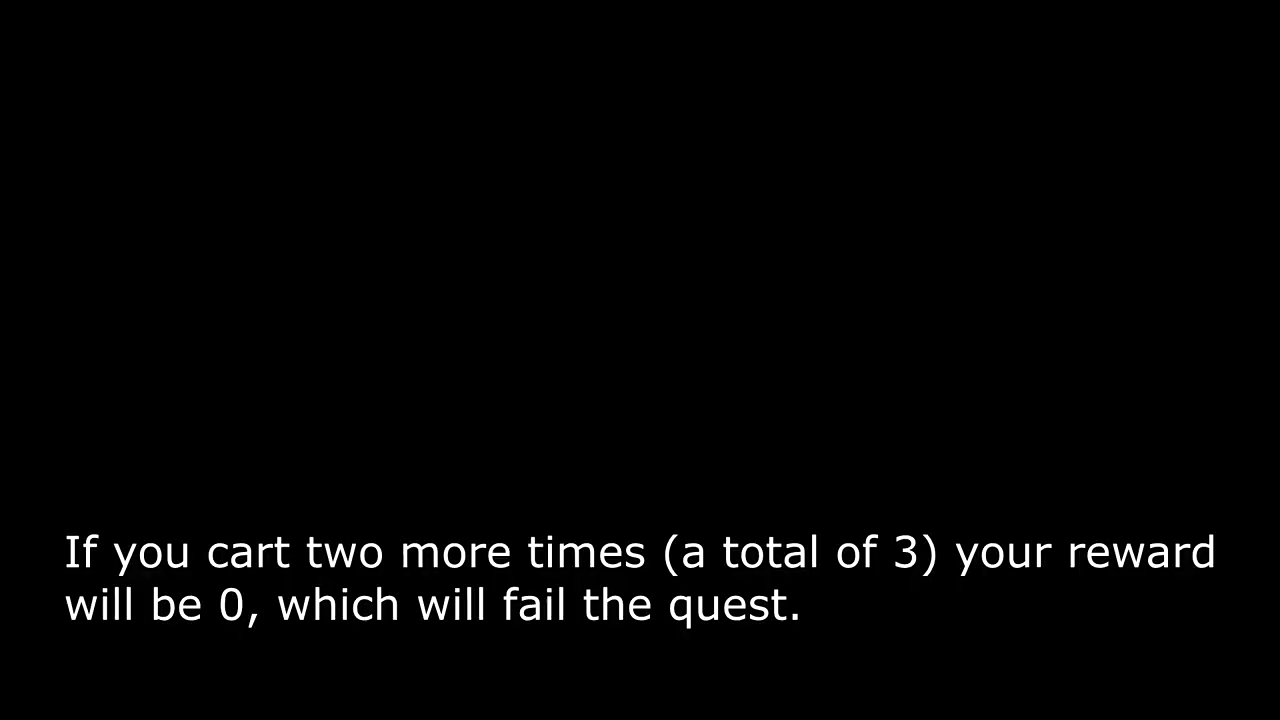 If you cart two more times (a total of 3) your reward
will be 0, which will fail the quest.